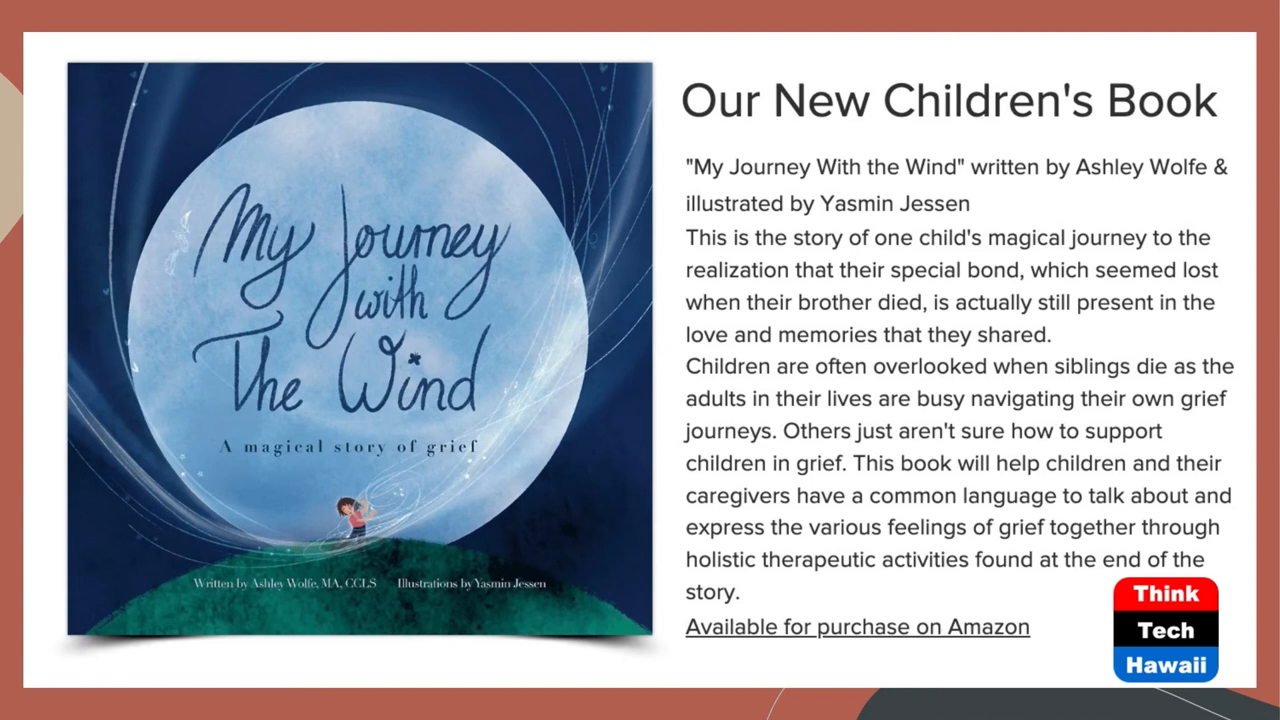 My Journey
with
The Wind
A magical story of grief
Written by Ashley Wolfe, MA, CCLS Illustrations by Yasmin Jessen
Our New Children's Book
"My Journey With the Wind" written by Ashley Wolfe &
illustrated by Yasmin Jessen
This is the story of one child's magical journey to the
realization that their special bond, which seemed lost
when their brother died, is actually still present in the
love and memories that they shared.
Children are often overlooked when siblings die as the
adults in their lives are busy navigating their own grief
journeys. Others just aren't sure how to support
children in grief. This book will help children and their
caregivers have a common language to talk about and
express the various feelings of grief together through
holistic therapeutic activities found at the end of the
story.
Available for purchase on Amazon
Think
Tech
Hawaii